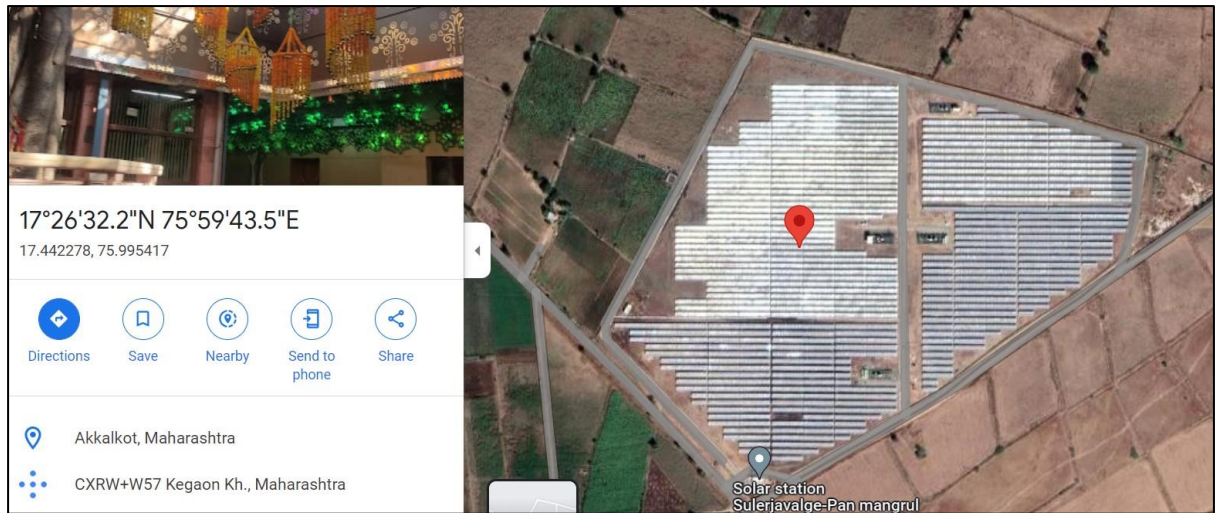 17°26'32.2"N 75°59'43.5"E
17.442278, 75.995417
Directions
Save
Nearby
Send to
phone
Share
Akkalkot, Maharashtra
CXRW+W57 Kegaon Kh., Maharashtra
Solar station
Sulerjavalge-Pan mangrul